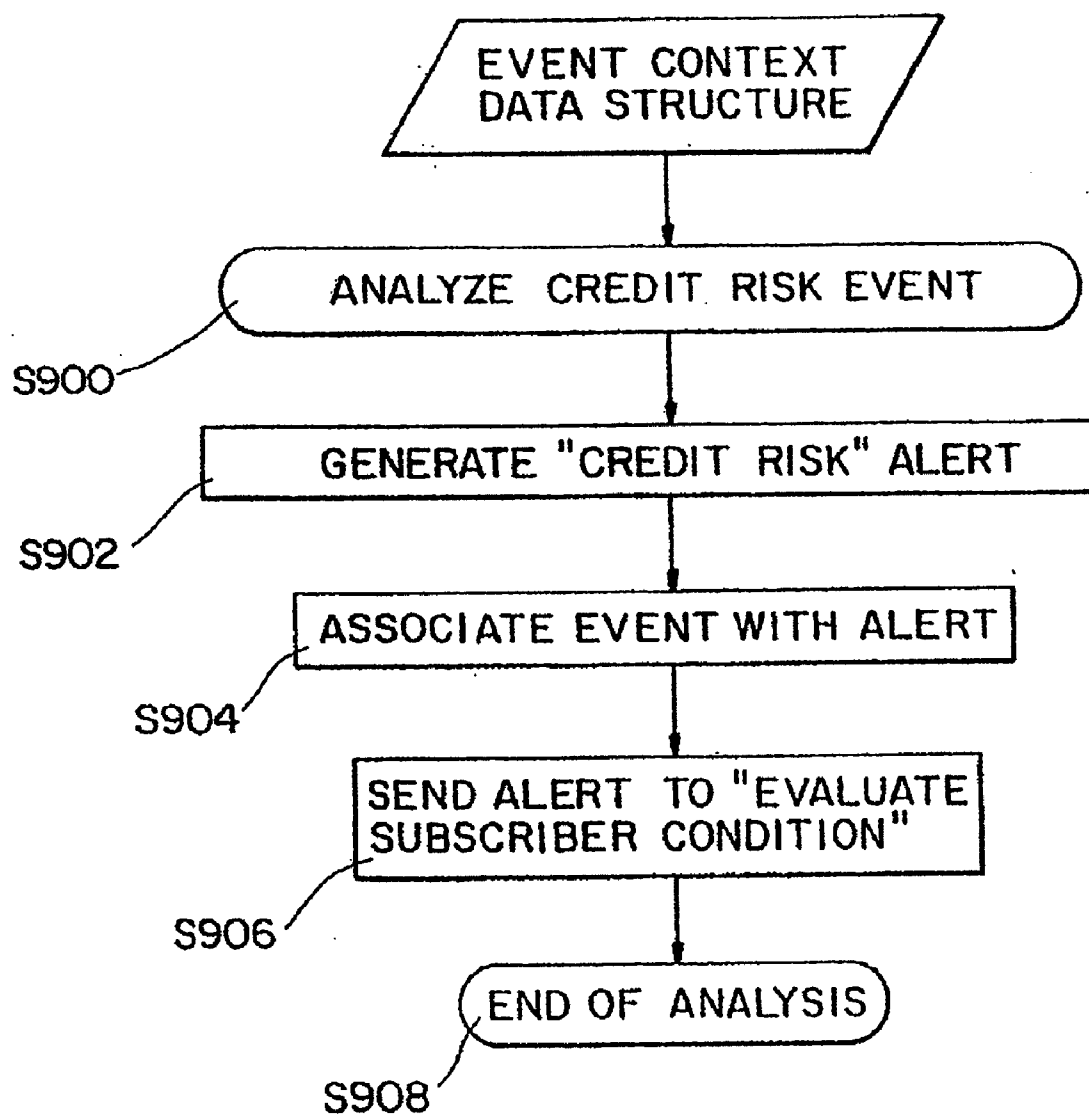 EVENT CONTEXT
DATA STRUCTURE
ANALYZE CREDIT RISK EVENT
S900
GENERATE "CREDIT RISK" ALERT
S902
ASSOCIATE EVENT WITH ALERT
S904
SEND ALERT TO "EVALUATE
SUBSCRIBER CONDITION"
S906
END OF ANALYSIS
S908